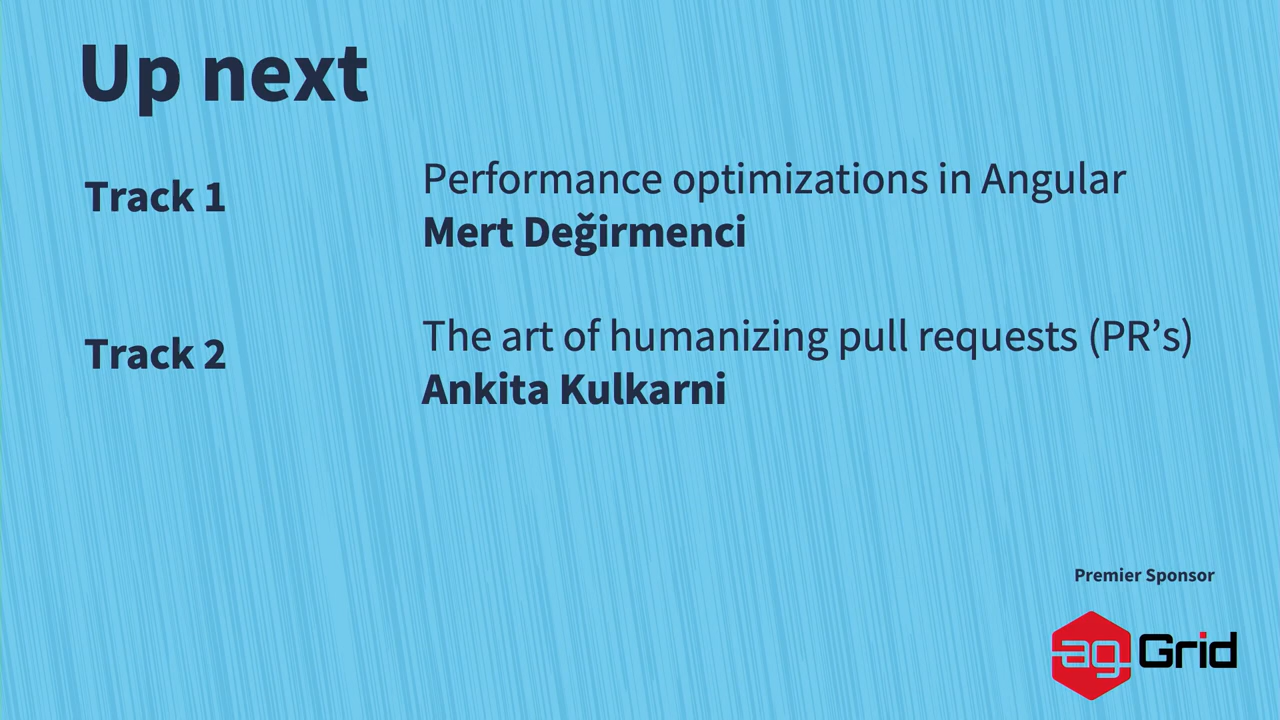 Up next
Track 1
Performance optimizations in Angular
Mert Değirmenci
Track 2
The art of humanizing pull requests (PR’s)
Ankita Kulkarni
Premier Sponsor
ag Grid